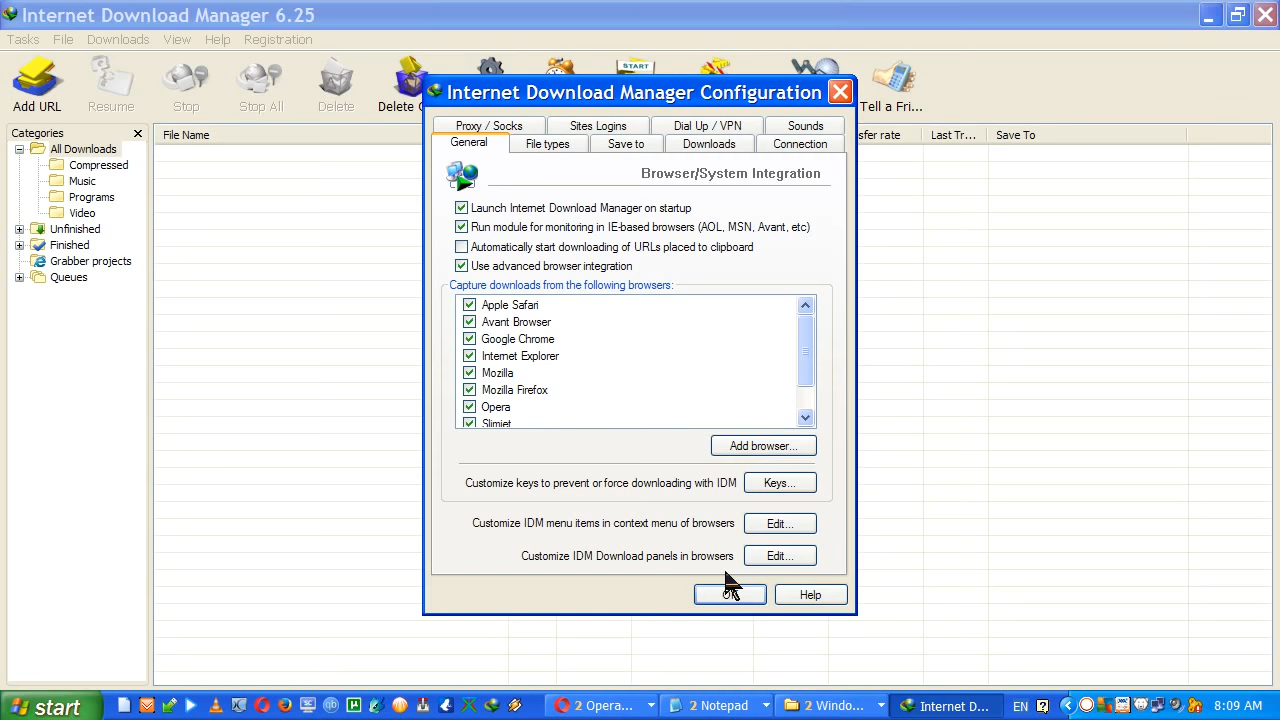 Internet Download Manager 6.25
Tasks File Downloads View Help Registration
Add URL Resume Stop Stop All Delete Delete C Tell a Fri...
START
Internet Download Manager Configuration
Categories
All Downloads
Compressed
Music
Programs
Video
Unfinished
Finished
Grabber projects
Queues
File Name
sfer rate Last Tr... Save To
Proxy / Socks Sites Logins Dial Up / VPN Sounds
General File types Save to Downloads Connection
Browser/System Integration
Launch Internet Download Manager on startup
Run module for monitoring in IE-based browsers (AOL, MSN, Avant, etc)
Automatically start downloading of URLs placed to clipboard
Use advanced browser integration
Capture downloads from the following browsers:
Apple Safari
Avant Browser
Google Chrome
Internet Explorer
Mozilla
Mozilla Firefox
Opera
Slimjet
Add browser...
Customize keys to prevent or force downloading with IDM Keys...
Customize IDM menu items in context menu of browsers Edit...
Customize IDM Download panels in browsers Edit...
Help
start 2 Opera... 2 Notepad 2 Windo... Internet D... EN 8:09 AM